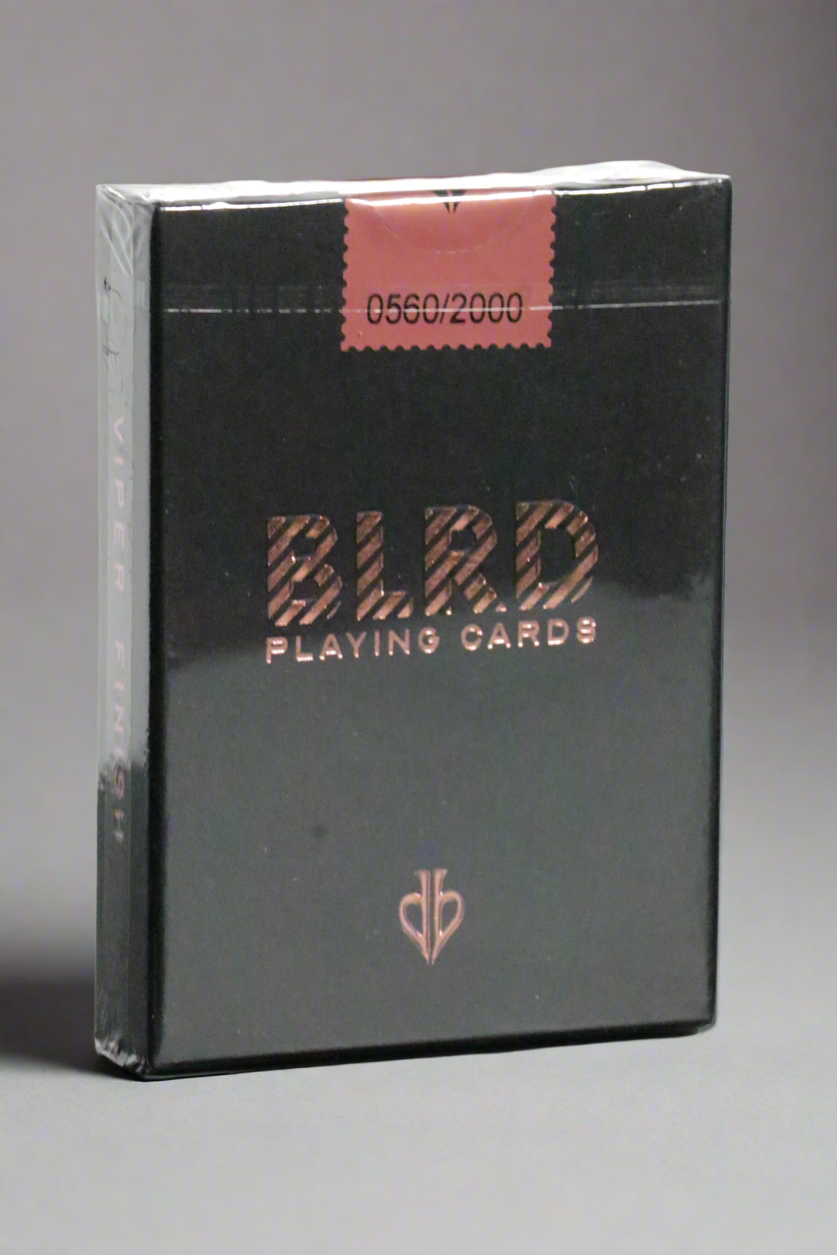 0560/2000
BLRD
PLAYING CARDS
VIPER FINISH